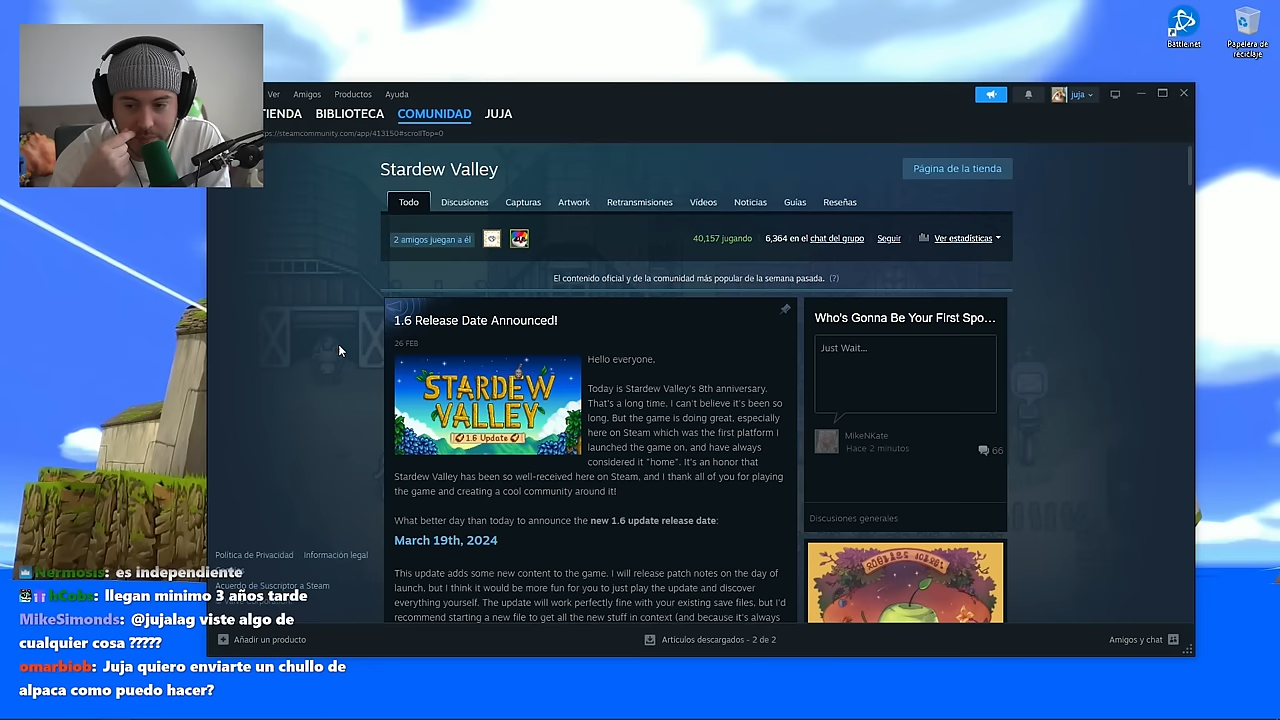 Battle.net
Papelera de
reciclaje
Ver Amigos Productos Ayuda
juja
TIENDA BIBLIOTECA COMUNIDAD JUJA
ps://steamcommunity.com/app/413150#scrollTop=0
Stardew Valley
Página de la tienda
Todo Discusiones Capturas Artwork Retransmisiones Vídeos Noticias Guías Reseñas
2 amigos juegan a él
40,157 jugando 6,364 en el chat del grupo Seguir Ver estadísticas
El contenido oficial y de la comunidad más popular de la semana pasada. (?)
1.6 Release Date Announced!
26 FEB
STARDEW
VALLEY
1.6 Update
Hello everyone,
Today is Stardew Valley's 8th anniversary.
That's a long time, I can't believe it's been so
long. But the game is doing great, especially
here on Steam which was the first platform I
launched the game on, and have always
considered it "home". It's an honor that
Stardew Valley has been so well-received here on Steam, and I thank all of you for playing
the game and creating a cool community around it!
What better day than today to announce the new 1.6 update release date:
March 19th, 2024
This update adds some new content to the game. I will release patch notes on the day of
launch, but I think it would be more fun for you to just play the update and discover
everything yourself. The update will work perfectly fine with your existing save files, but I'd
recommend starting a new file to get all the new stuff in context (and because it's always
Who's Gonna Be Your First Spo...
Just Wait...
MikeNKate
Hace 2 minutos
66
Discusiones generales
Política de Privacidad Información legal
Acuerdo de Suscriptor a Steam
Añadir un producto
Artículos descargados - 2 de 2
Amigos y chat
Nermosis: es independiente
hCobs: llegan minimo 3 años tarde
MikeSimonds: @jujalag viste algo de
cualquier cosa ?????
omarbiob: Juja quiero enviarte un chullo de
alpaca como puedo hacer?